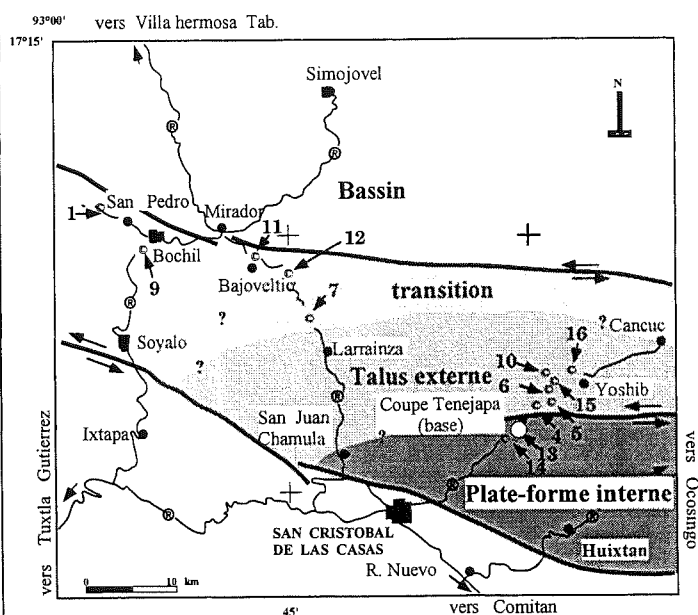 93°00'
vers Villa hermosa Tab.
17°15'
Simojovel
N
R
R
Bassin
San Pedro
Mirador
1
11
12
Bochil
Bajoveltic
9
transition
7
?
R
16
? Cancuc
Soyalo
?
Larrainza
10
Talus externe
6
Yoshib
R
Coupe Tenejapa
(base)
15
San Juan
Chamula
?
4
5
Ixtapa
13
14
R
Plate-forme interne
R
SAN CRISTOBAL
DE LAS CASAS
R
Huixtan
R. Nuevo
vers Tuxtla Gutierrez
vers Ocosingo
0
10 km
45'
vers Comitan